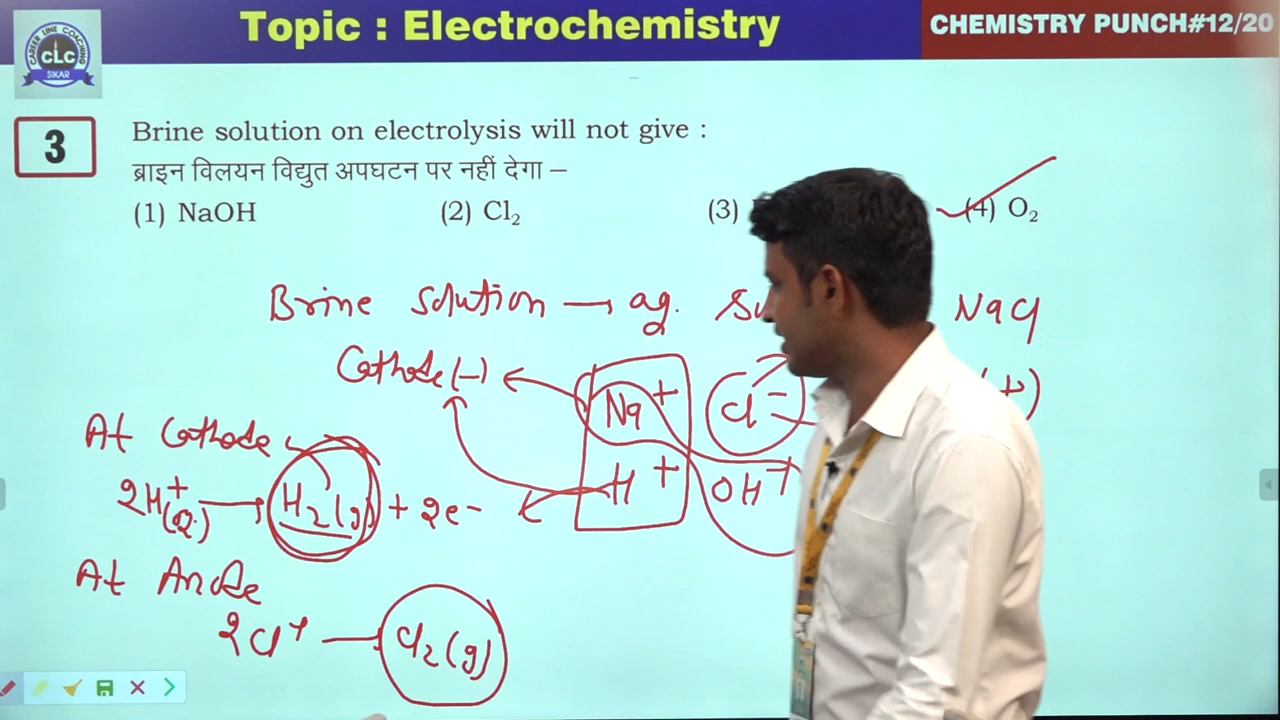 Topic : Electrochemistry
CHEMISTRY PUNCH#12/20
CAREER LINE COACHING
CLC
SIKAR
3
Brine solution on electrolysis will not give :
ब्राइन विलयन विद्युत अपघटन पर नहीं देगा –
(1) NaOH (2) Cl₂ (3) (4) O₂
Brine Solution → aq. NaCl
Cathode (-) ← Na⁺ Cl⁻ (+)
At Cathode
H⁺ OH
2H⁺(aq.) → H₂(g) + 2e-
At Anode
→ Cl₂(g)